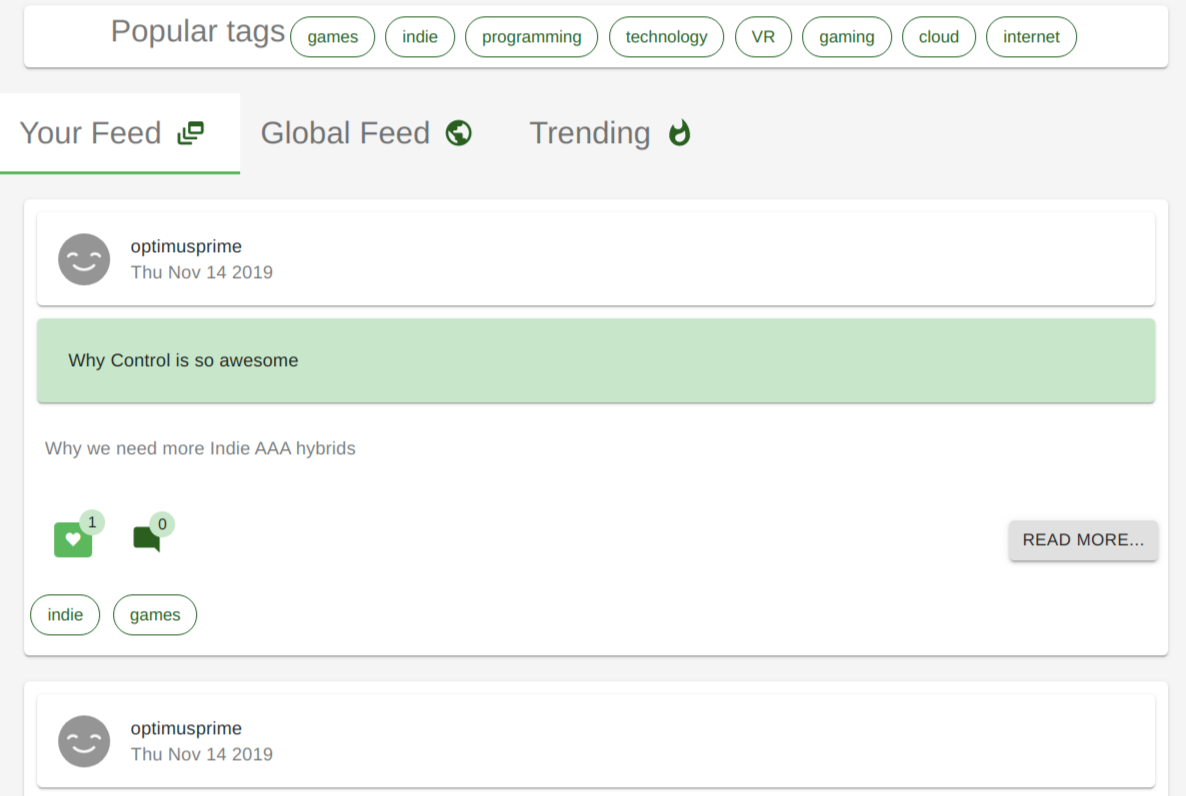 Popular tags games indie programming technology VR gaming cloud internet
Your Feed Global Feed Trending
optimusprime
Thu Nov 14 2019
Why Control is so awesome
Why we need more Indie AAA hybrids
1 0
READ MORE...
indie games
optimusprime
Thu Nov 14 2019